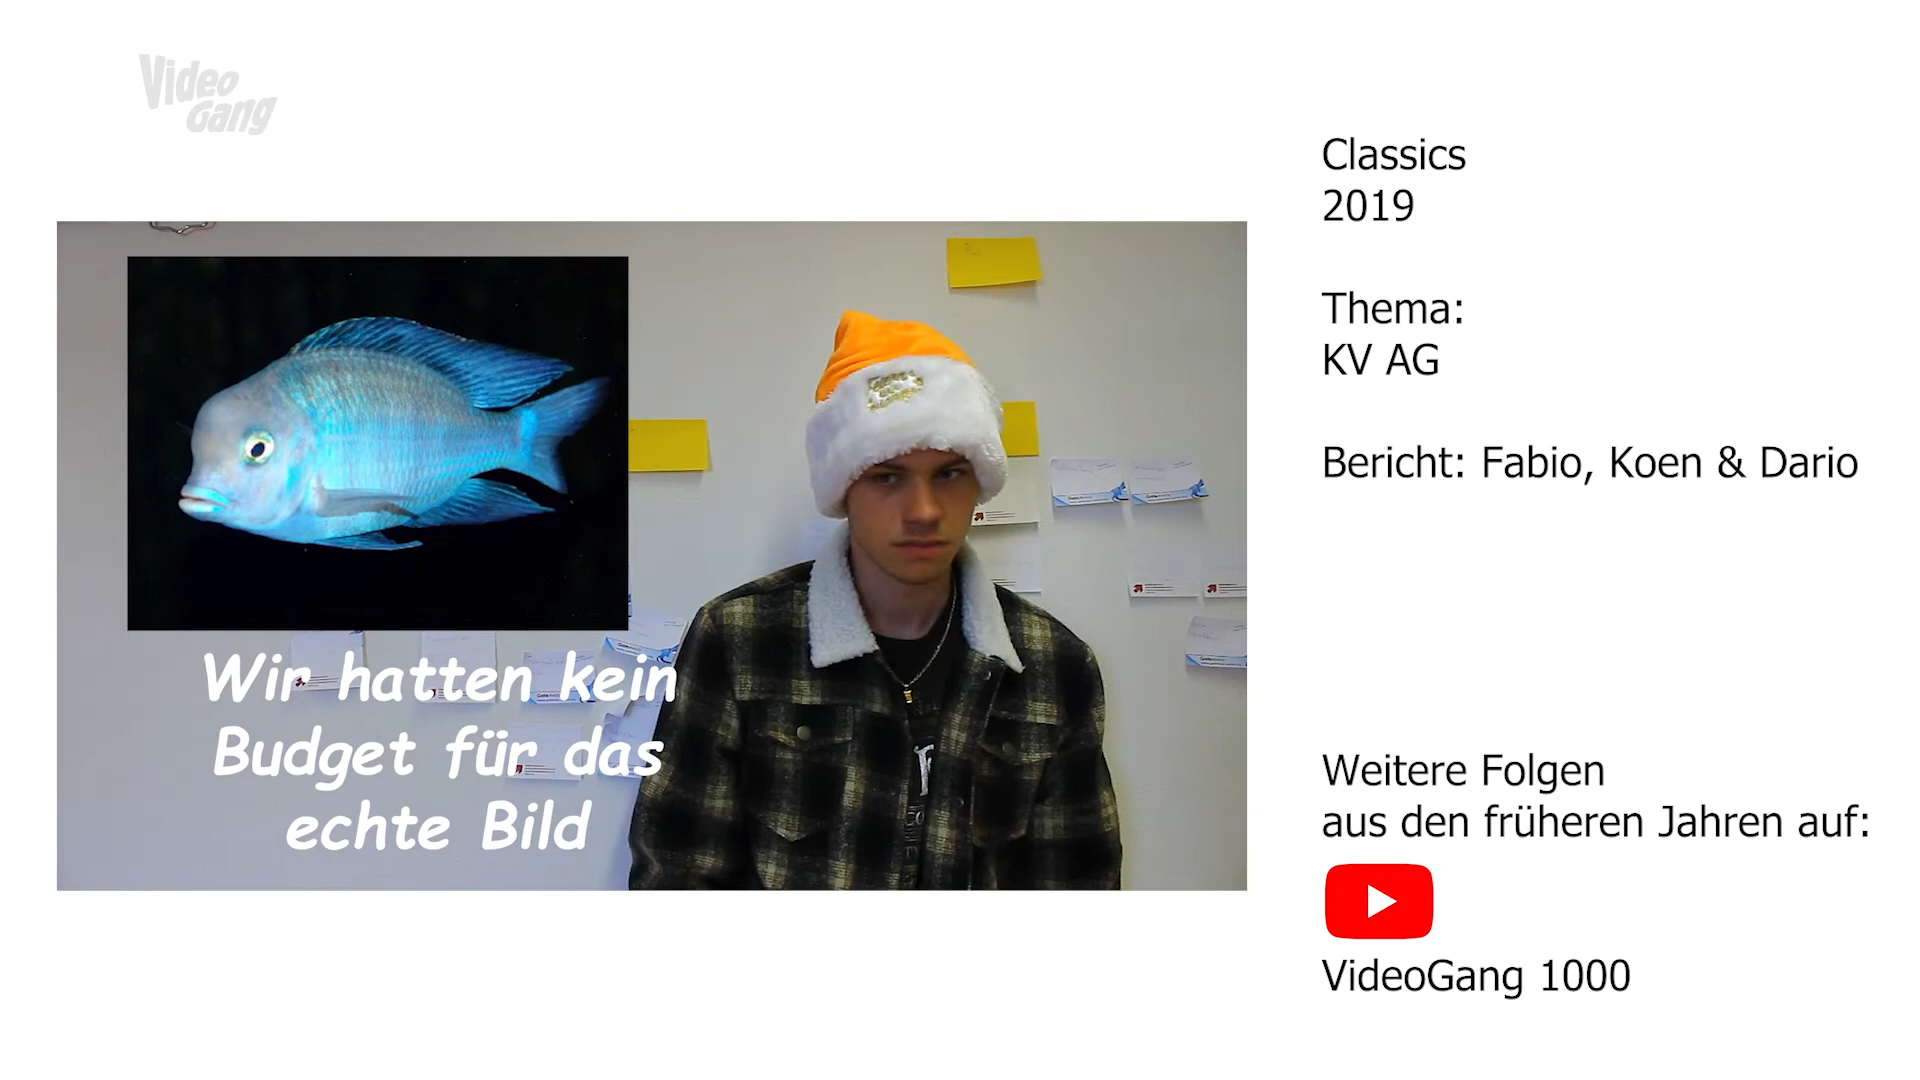 Video
Gang
Classics
2019
Thema:
KV AG
Bericht: Fabio, Koen & Dario
Wir hatten kein
Budget für das
echte Bild
Weitere Folgen
aus den früheren Jahren auf:
VideoGang 1000